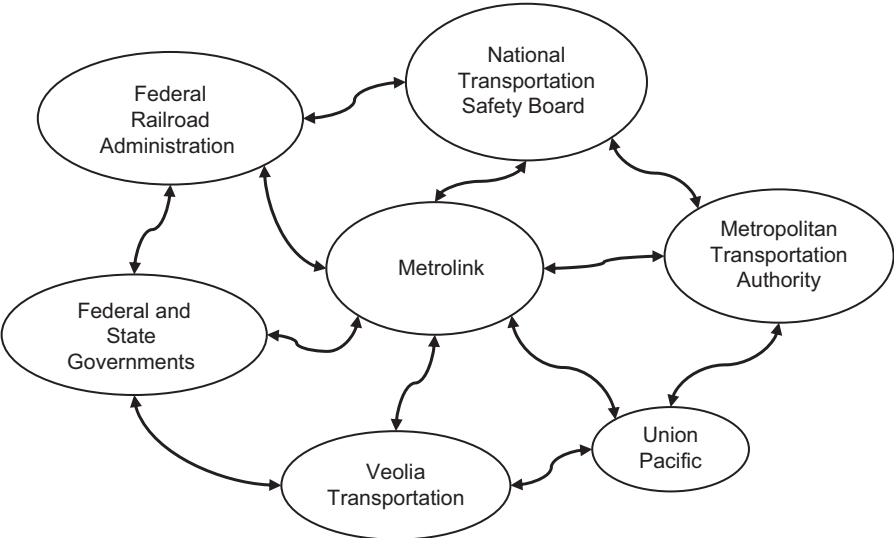 National
Transportation
Safety Board
Federal
Railroad
Administration
Metropolitan
Transportation
Authority
Metrolink
Federal and
State
Governments
Union
Pacific
Veolia
Transportation